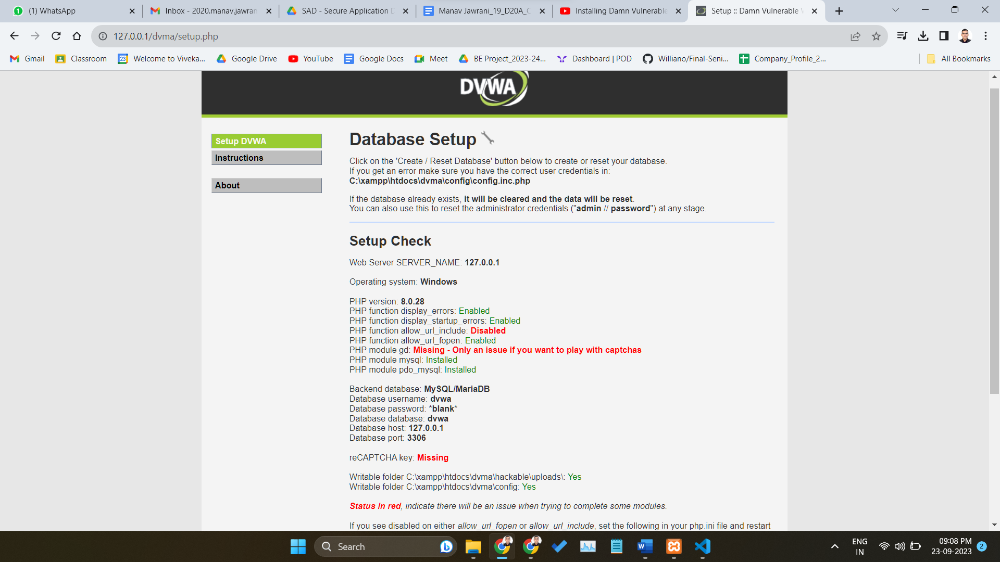 (1) WhatsApp
Inbox - 2020.manav.jawran
SAD - Secure Application D
Manav Jawrani_19_D20A_C
Installing Damn Vulnerable
Setup :: Damn Vulnerable
127.0.0.1/dvma/setup.php
Gmail
Classroom
23
Welcome to Viveka...
Google Drive
YouTube
Google Docs
Meet
BE Project_2023-24...
Dashboard | POD
Williano/Final-Seni...
Company_Profile_2...
All Bookmarks
DVWA
Setup DVWA
Instructions
About
Database Setup
Click on the 'Create / Reset Database' button below to create or reset your database.
If you get an error make sure you have the correct user credentials in:
C:\xampp\htdocs\dvma\config\config.inc.php
If the database already exists, it will be cleared and the data will be reset.
You can also use this to reset the administrator credentials ("admin // password") at any stage.
Setup Check
Web Server SERVER_NAME: 127.0.0.1
Operating system: Windows
PHP version: 8.0.28
PHP function display_errors: Enabled
PHP function display_startup_errors: Enabled
PHP function allow_url_include: Disabled
PHP function allow_url_fopen: Enabled
PHP module gd: Missing - Only an issue if you want to play with captchas
PHP module mysql: Installed
PHP module pdo_mysql: Installed
Backend database: MySQL/MariaDB
Database username: dvwa
Database password: *blank*
Database database: dvwa
Database host: 127.0.0.1
Database port: 3306
reCAPTCHA key: Missing
Writable folder C:\xampp\htdocs\dvma\hackable\uploads\: Yes
Writable folder C:\xampp\htdocs\dvma\config: Yes
Status in red, indicate there will be an issue when trying to complete some modules.
If you see disabled on either allow_url_fopen or allow_url_include, set the following in your php.ini file and restart
Search
ENG
IN
09:08 PM
23-09-2023
2